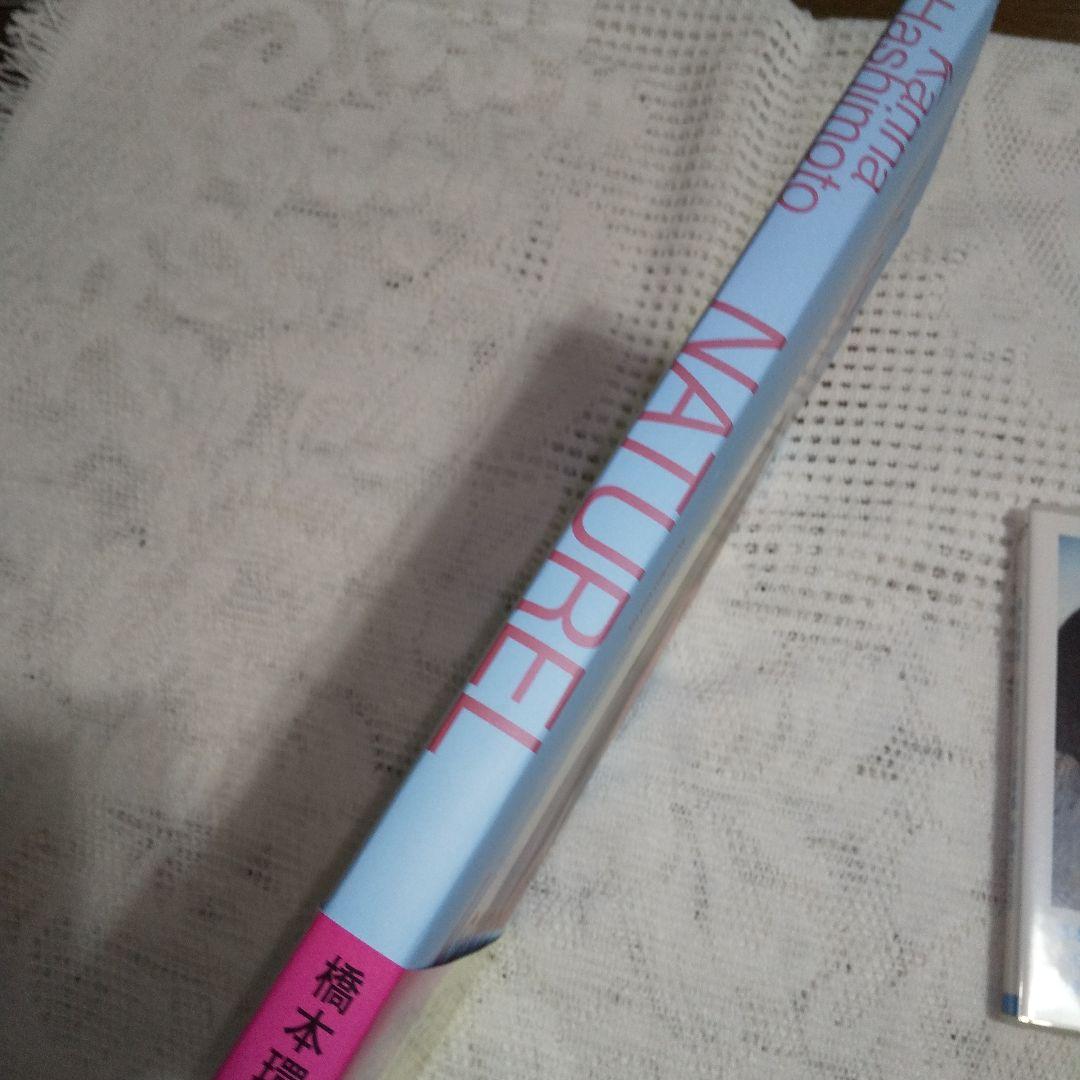 Kanna
Hashimoto
NATUREL
橋本環